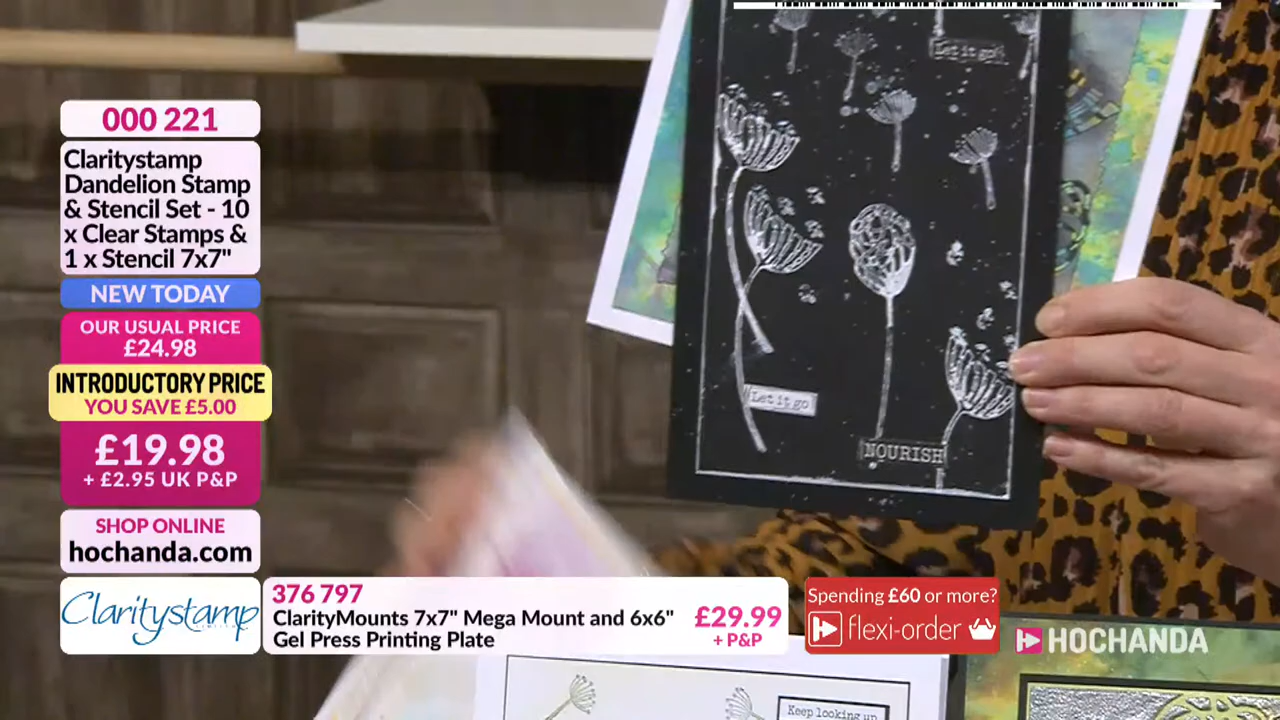 000 221
Claritystamp
Dandelion Stamp
& Stencil Set - 10
x Clear Stamps &
1 x Stencil 7x7"
NEW TODAY
OUR USUAL PRICE
£24.98
INTRODUCTORY PRICE
YOU SAVE £5.00
£19.98
+ £2.95 UK P&P
SHOP ONLINE
hochanda.com
Let it go
Let it go
NOURISH
Claritystamp
376 797
ClarityMounts 7x7" Mega Mount and 6x6"
Gel Press Printing Plate
£29.99
+ P&P
Spending £60 or more?
flexi-order
HOCHANDA
Keep looking up